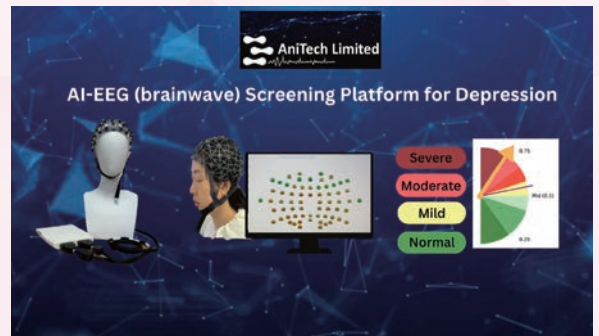 AniTech Limited
AI-EEG (brainwave) Screening Platform for Depression
Severe
Moderate
Mild
Normal
0.75
Mid (0.5)
0.25